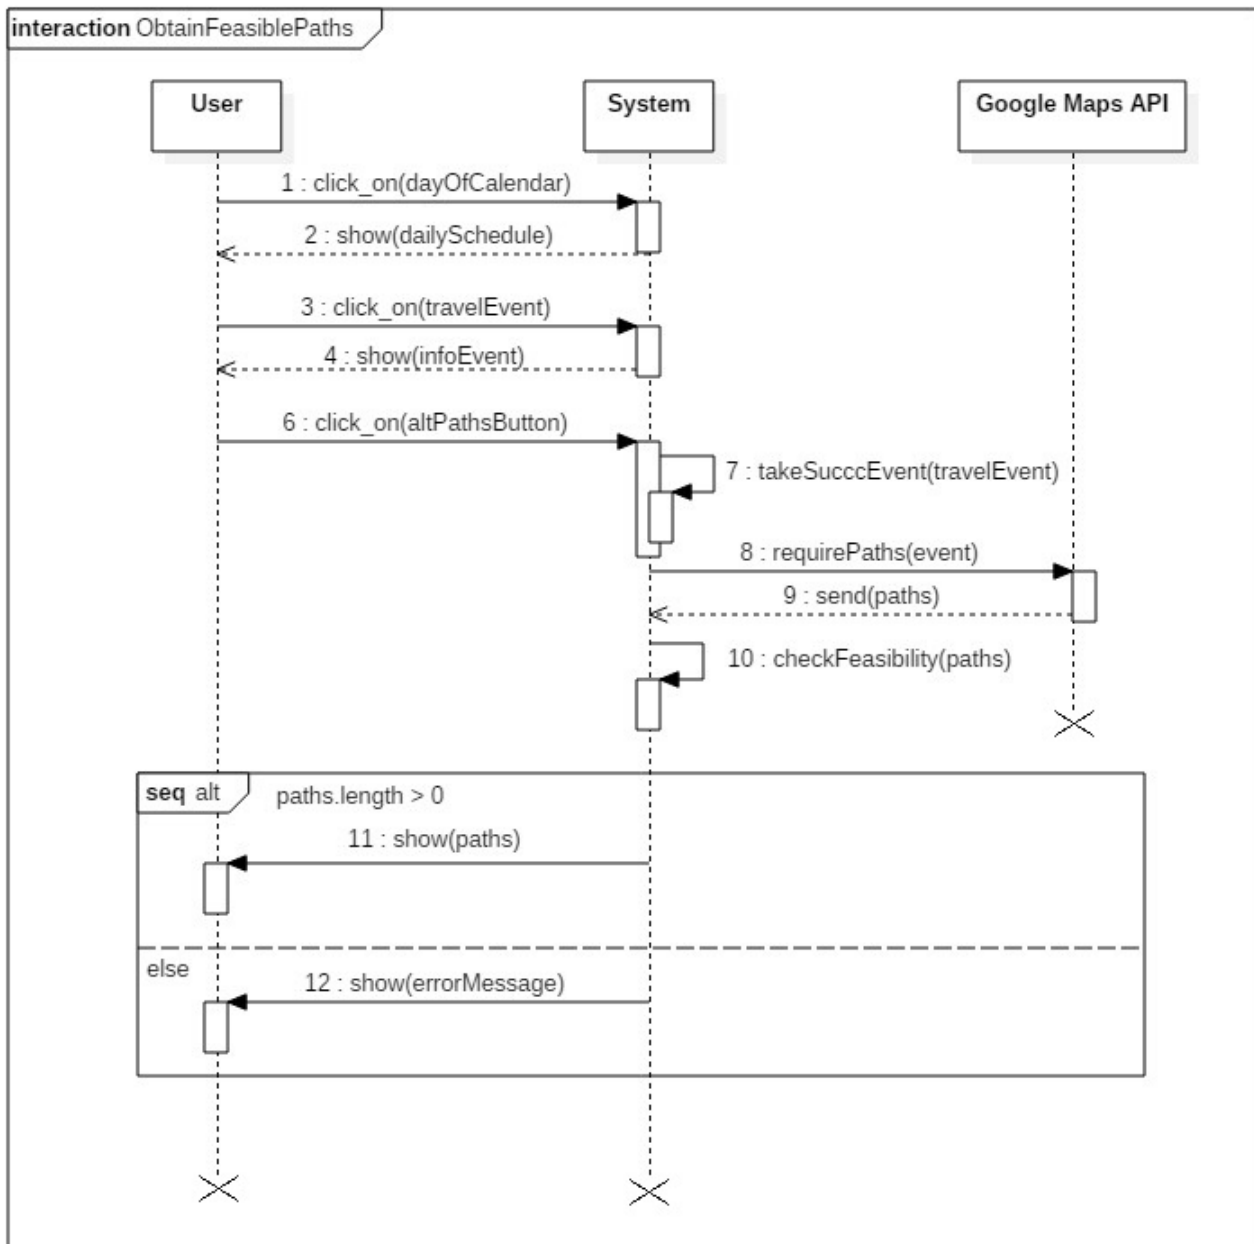 interaction ObtainFeasiblePaths
User
System
Google Maps API
1 : click_on(dayOfCalendar)
2 : show(dailySchedule)
3 : click_on(travelEvent)
4 : show(infoEvent)
6 : click_on(altPathsButton)
7 : takeSucccEvent(travelEvent)
8 : requirePaths(event)
9 : send(paths)
10 : checkFeasibility(paths)
seq alt
paths.length > 0
11 : show(paths)
else
12 : show(errorMessage)